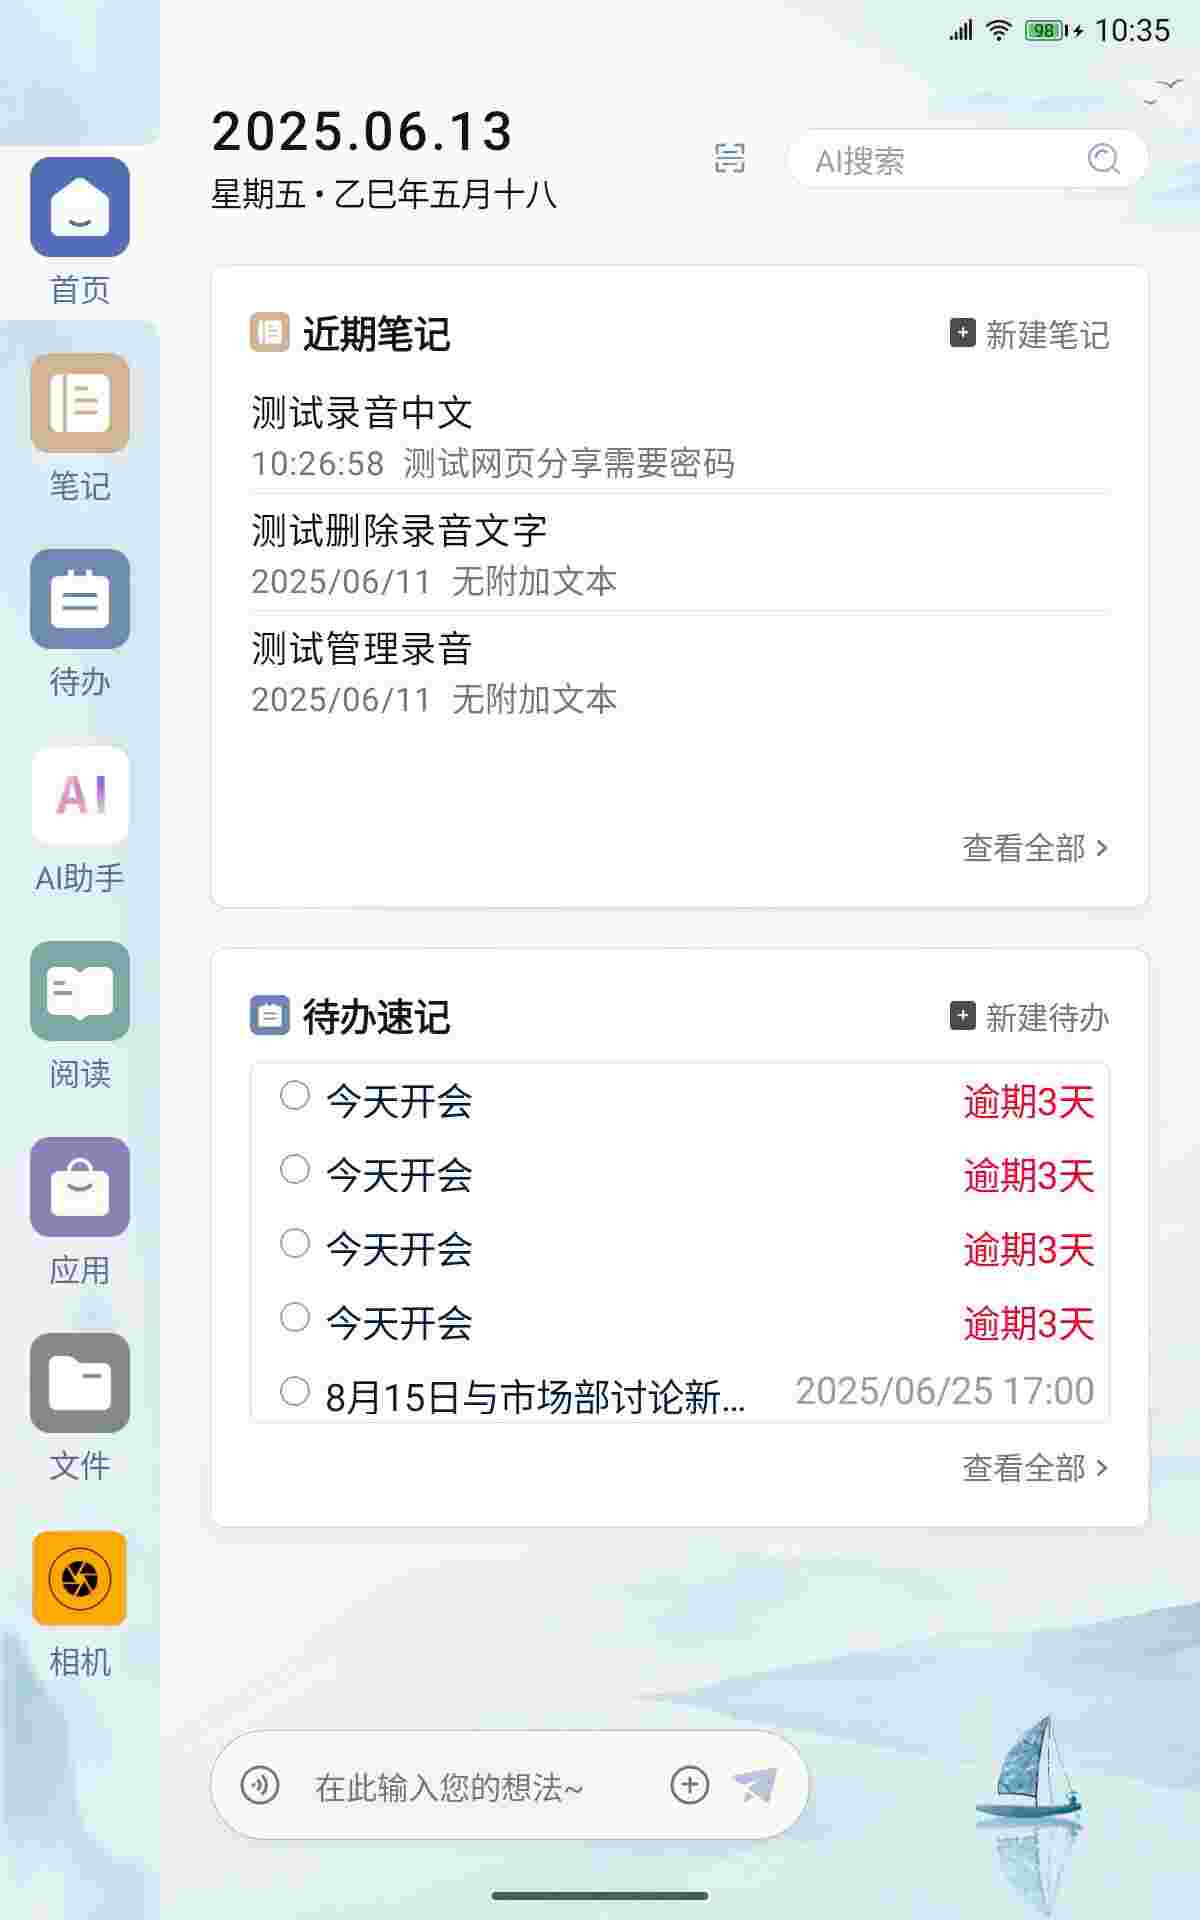 98 10:35
2025.06.13
星期五·乙巳年五月十八
AI搜索
首页
笔记
待办
AI
AI助手
阅读
应用
文件
相机
近期笔记
新建笔记
测试录音中文
10:26:58 测试网页分享需要密码
测试删除录音文字
2025/06/11 无附加文本
测试管理录音
2025/06/11 无附加文本
查看全部 >
待办速记
新建待办
今天开会 逾期3天
今天开会 逾期3天
今天开会 逾期3天
今天开会 逾期3天
8月15日与市场部讨论新... 2025/06/25 17:00
查看全部 >
在此输入您的想法~